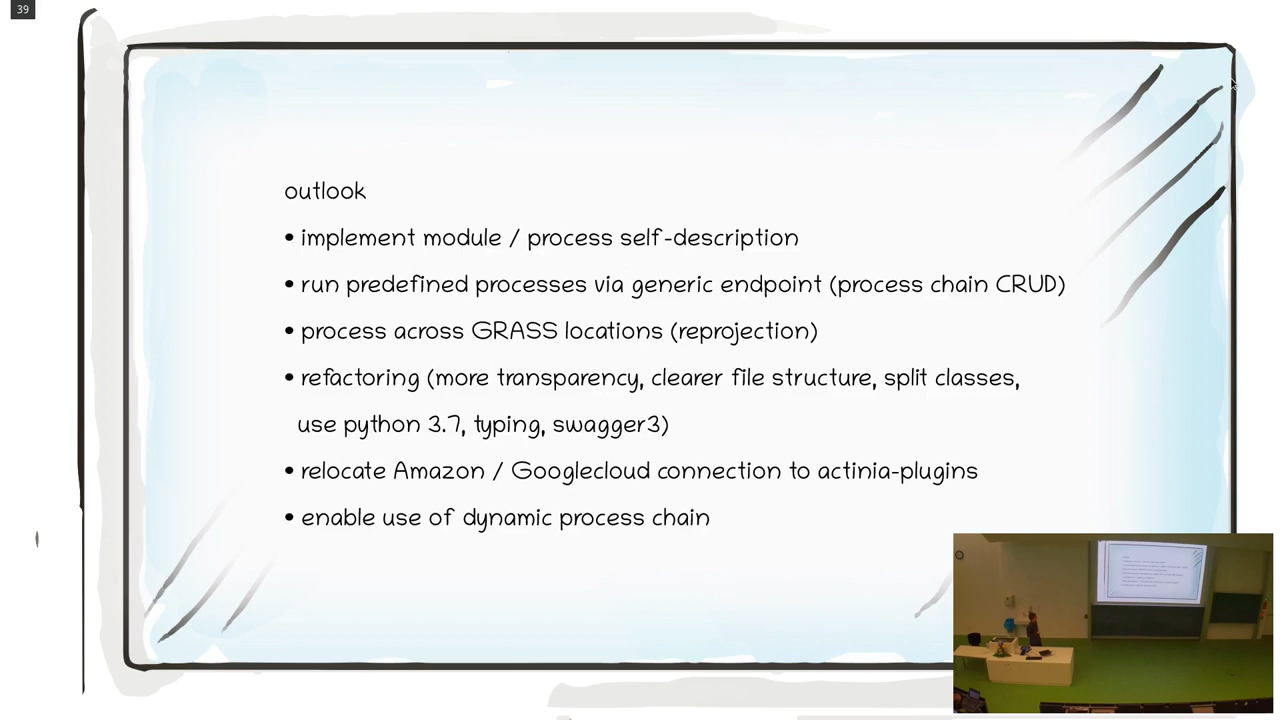 39
outlook
• implement module / process self-description
• run predefined processes via generic endpoint (process chain CRUD)
• process across GRASS locations (reprojection)
• refactoring (more transparency, clearer file structure, split classes,
use python 3.7, typing, swagger3)
• relocate Amazon / Googlecloud connection to actinia-plugins
• enable use of dynamic process chain